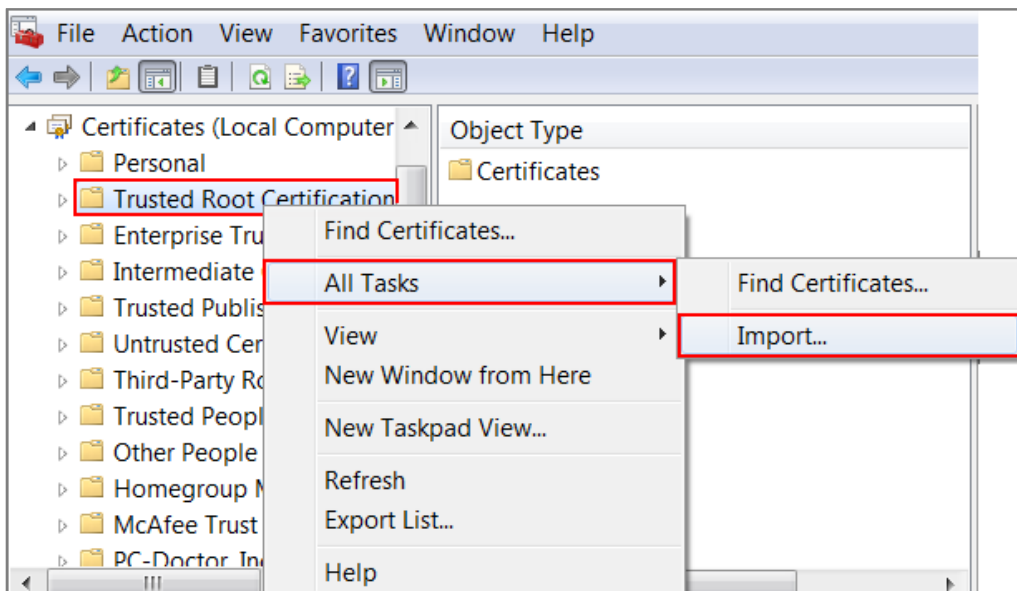 File Action View Favorites Window Help
Certificates (Local Computer
Personal
Trusted Root Certification
Enterprise Tru
Intermediate
Trusted Publis
Untrusted Cer
Third-Party Ro
Trusted Peopl
Other People
Homegroup M
McAfee Trust
PC-Doctor, In
Object Type
Certificates
Find Certificates...
All Tasks
View
New Window from Here
New Taskpad View...
Refresh
Export List...
Help
Find Certificates...
Import...